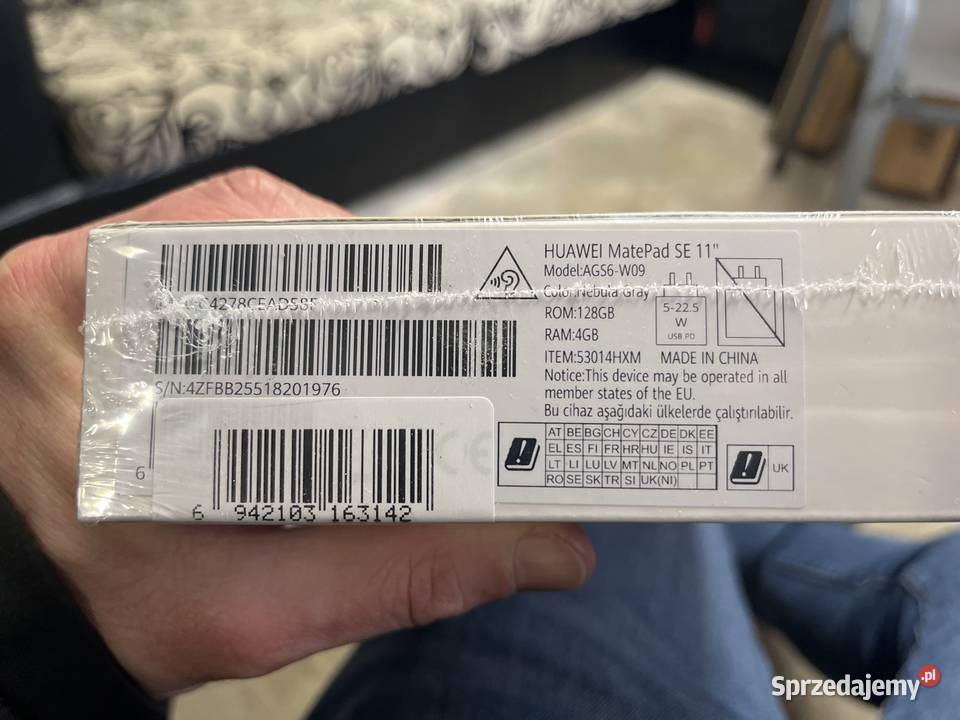 S/N:4ZFBB25518201976
6
6 942103 163142
HUAWEI MatePad SE 11"
Model:AGS6-W09
Color:Nebula Gray
ROM:128GB
RAM:4GB
ITEM:53014HXM MADE IN CHINA
5-22.5
W
USB PD
Notice:This device may be operated in all
member states of the EU.
Bu cihaz aşağıdaki ülkelerde çalıştırılabilir.
AT BE BG CH CY CZ DE DK EE
EL ES FI FR HR HU IE IS IT
LT LI LU LV MT NL NO PL PT
RO SE SK TR SI UK(NI)
UK
CE
Sprzedajemy.pl